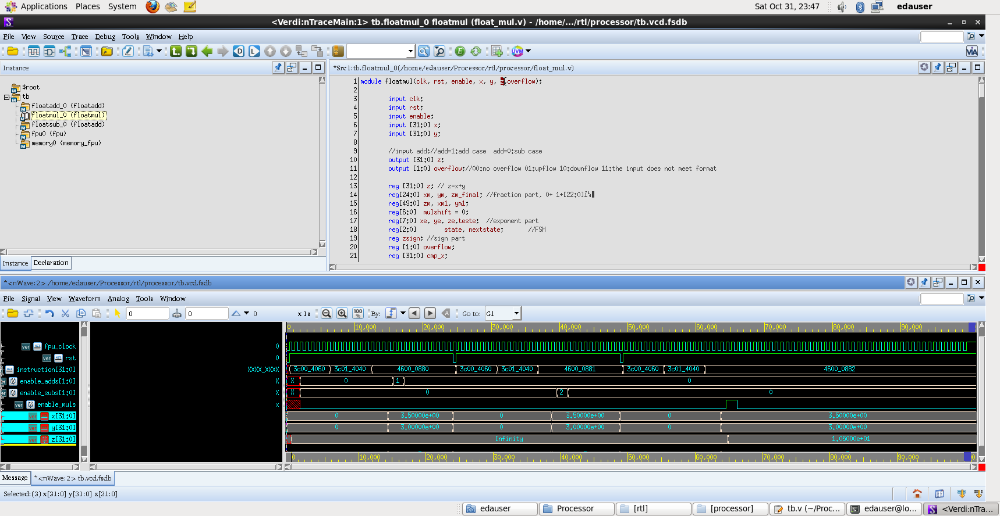 Applications Places System Sat Oct 31, 23:47 edauser
<Verdi:nTraceMain:1> tb.floatmul_0 floatmul (float_mul.v) - /home/.../rtl/processor/tb.vcd.fsdb
File View Source Trace Debug Tools Window Help
Instance
*Src1:tb.floatmul_0(/home/edauser/Processor/rtl/processor/float_mul.v)
$root
tb
floatadd_0 (floatadd)
floatmul_0 (floatmul)
floatsub_0 (floatadd)
fpu0 (fpu)
memory0 (memory_fpu)
Instance Declaration
1 module floatmul(clk, rst, enable, x, y, z,overflow);
2
3 input clk;
4 input rst;
5 input enable;
6 input [31:0] x;
7 input [31:0] y;
8
9 //input add;//add=1:add case add=0:sub case
10 output [31:0] z;
11 output [1:0] overflow;//00:no overflow 01:upflow 10:downflow 11:the input does not meet format
12
13 reg [31:0] z; // z=x+y
14 reg[24:0] xm, ym, zm_final; //fraction part, 0+ 1+[22:0]ï¼
15 reg[49:0] zm, xm1, ym1;
16 reg[6:0] mulshift = 0;
17 reg[7:0] xe, ye, ze,teste; //exponent part
18 reg[2:0] state, nextstate; //FSM
19 reg zsign; //sign part
20 reg [1:0] overflow;
21 reg [31:0] cmp_x;
*<nWave:2> /home/edauser/Processor/rtl/processor/tb.vcd.fsdb
File Signal View Waveform Analog Tools Window
0 0 0 x 1s 100 % By: Go to: G1
0 10,000 20,000 30,000 40,000 50,000 60,000 70,000 80,000 90,000
fpu_clock 0
rst 0
instruction[31:0] XXXX_XXXX 3c00_4060 3c01_4040 4600_0880 3c00_4060 3c01_4040 4600_0881 3c00_4060 3c01_4040 4600_0882
enable_adds[1:0] X X 0 1 0
enable_subs[1:0] X X 0 2 0
enable_muls x
x[31:0] 0 3.50000e+00 0 3.50000e+00 0 3.50000e+00
y[31:0] 0 3.00000e+00 0 3.00000e+00 0 3.00000e+00
z[31:0] Infinity 1.05000e+01
0 10,000 20,000 30,000 40,000 50,000 60,000 70,000 80,000 90,000
Message *<nWave:2> tb.vcd.fsdb
Selected:(3) x[31:0] y[31:0] z[31:0]
edauser Processor [rtl] [processor] tb.v (~/Proc... edauser@lo... <Verdi:nTra...